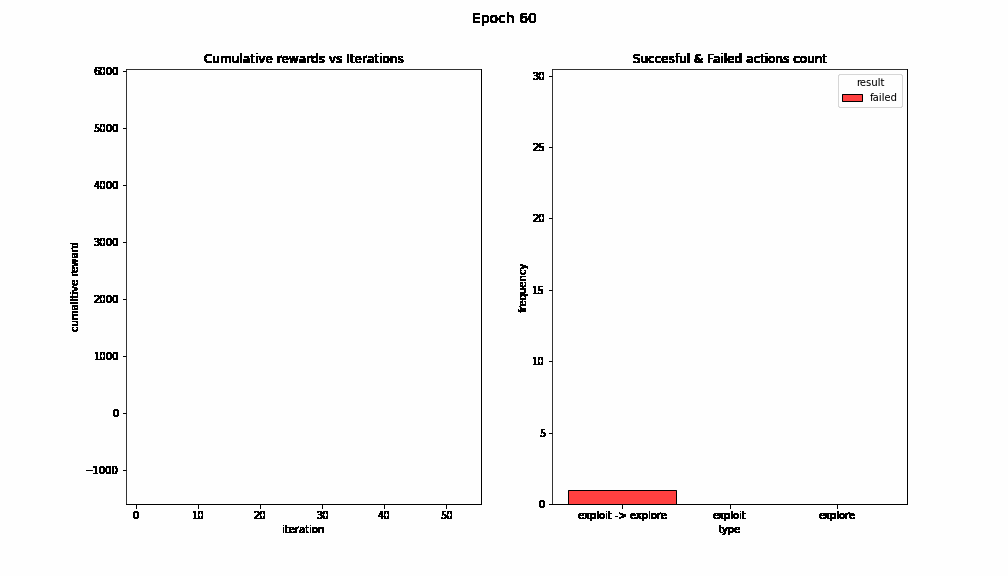 Epoch 60
Cumulative rewards vs Iterations
6000
5000
4000
3000
2000
1000
0
−1000
cumalitive reward
0 10 20 30 40 50
iteration
Succesful & Failed actions count
30
25
20
15
10
5
0
frequency
result
failed
exploit -> explore exploit explore
type